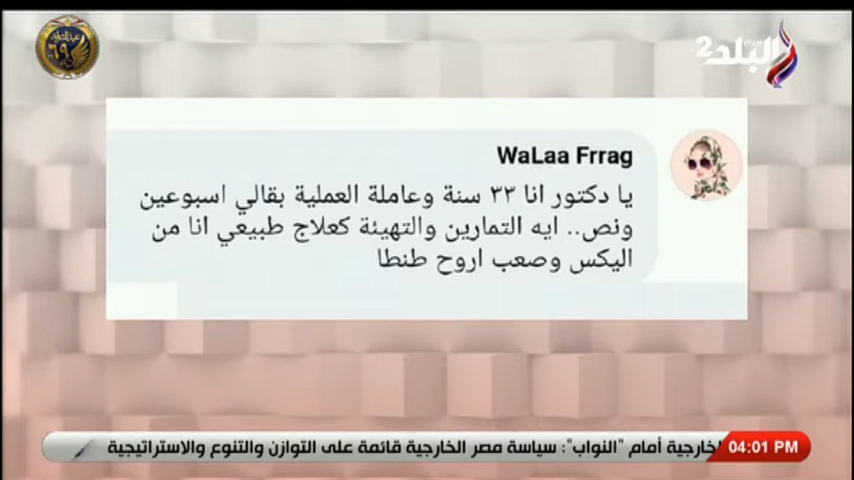 البلد 2
WaLaa Frrag
يا دكتور انا ٣٣ سنة وعاملة العملية بقالي اسبوعين
ونص.. ايه التمارين والتهيئة كعلاج طبيعي انا من
اليكس وصعب اروح طنطا
04:01 PM
لخارجية أمام "النواب": سياسة مصر الخارجية قائمة على التوازن والتنوع والاستراتيجية